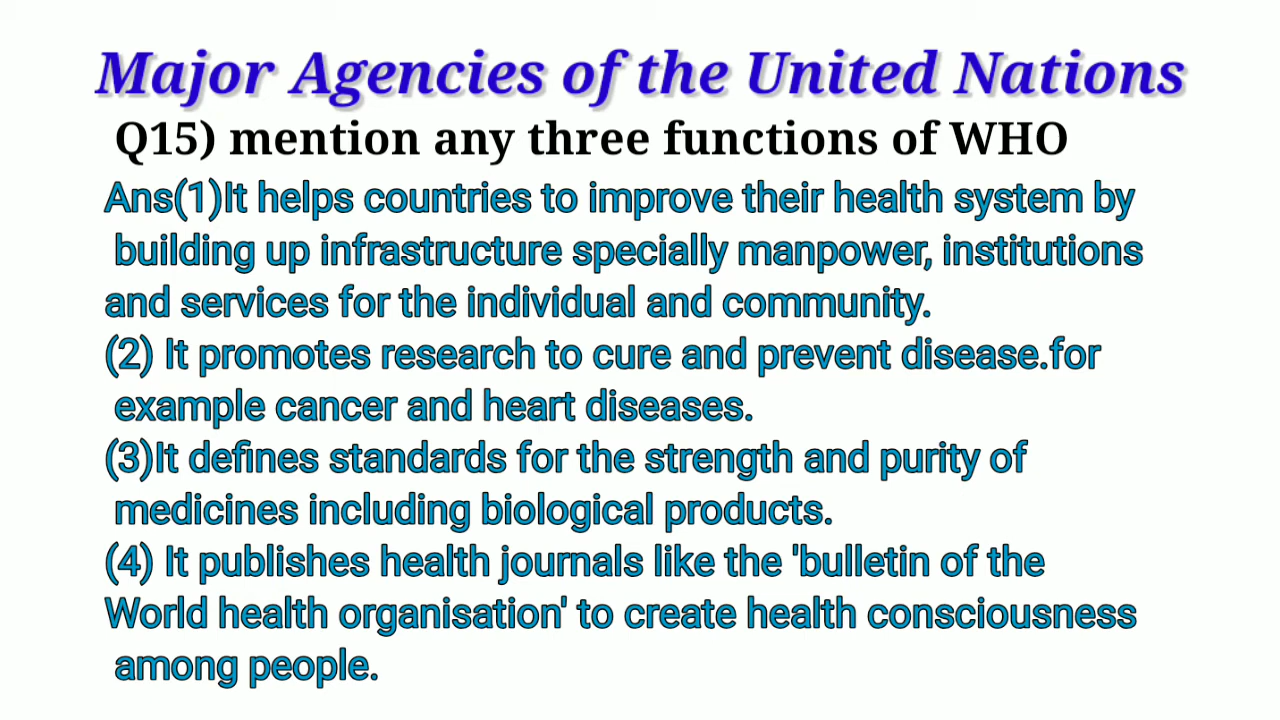 Major Agencies of the United Nations
Q15) mention any three functions of WHO
Ans(1)It helps countries to improve their health system by
building up infrastructure specially manpower, institutions
and services for the individual and community.
(2) It promotes research to cure and prevent disease.for
example cancer and heart diseases.
(3)It defines standards for the strength and purity of
medicines including biological products.
(4) It publishes health journals like the 'bulletin of the
World health organisation' to create health consciousness
among people.